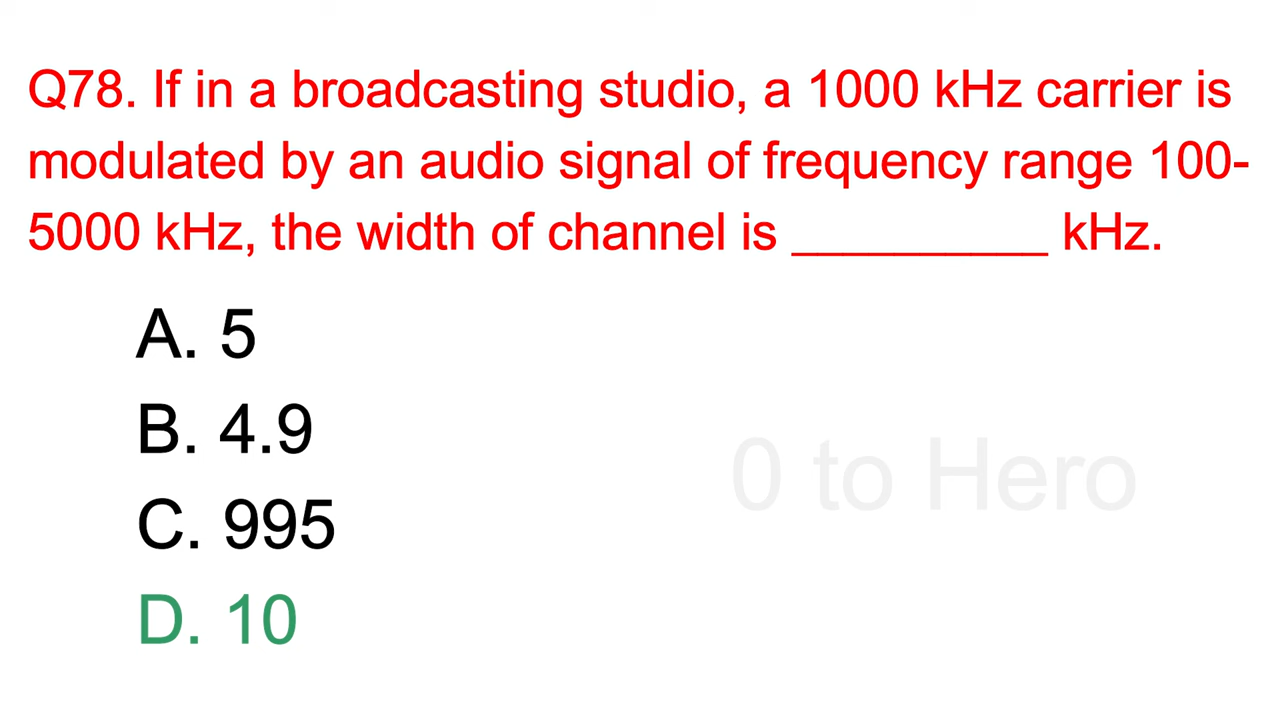 Q78. If in a broadcasting studio, a 1000 kHz carrier is
modulated by an audio signal of frequency range 100-
5000 kHz, the width of channel is __________ kHz.
A. 5
B. 4.9
0 to Hero
C. 995
D. 10